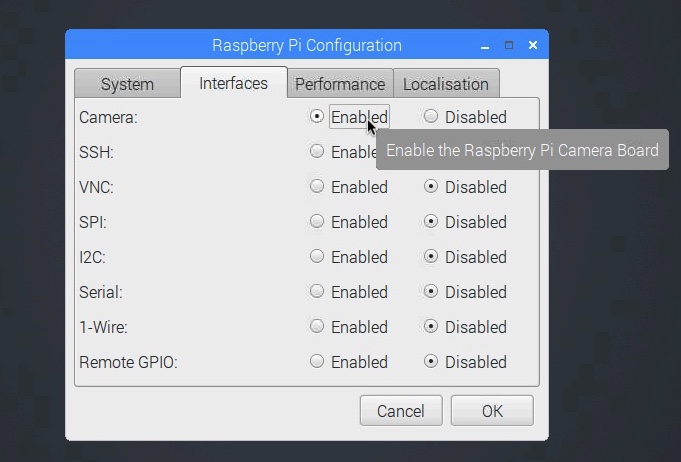 Raspberry Pi Configuration
System Interfaces Performance Localisation
Camera: Enabled Disabled
Enable the Raspberry Pi Camera Board
SSH: Enable
VNC: Enabled Disabled
SPI: Enabled Disabled
I2C: Enabled Disabled
Serial: Enabled Disabled
1-Wire: Enabled Disabled
Remote GPIO: Enabled Disabled
Cancel OK